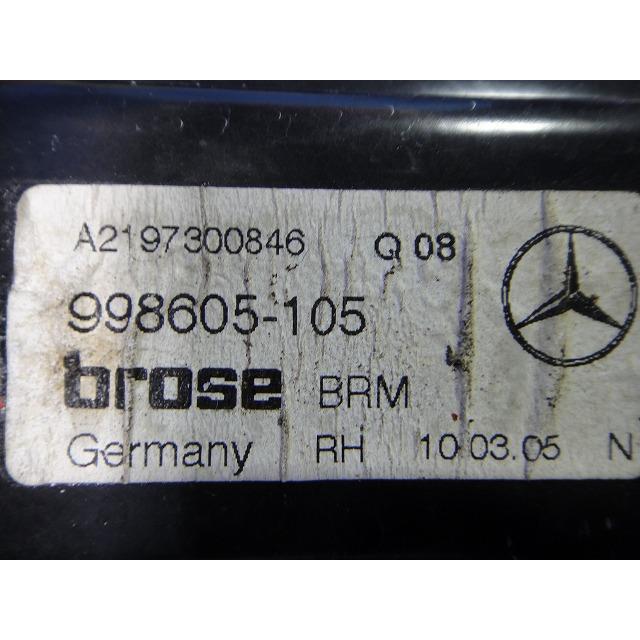 A2197300846 Q 08
998605-105
brose BRM
Germany RH 10 03.05 N